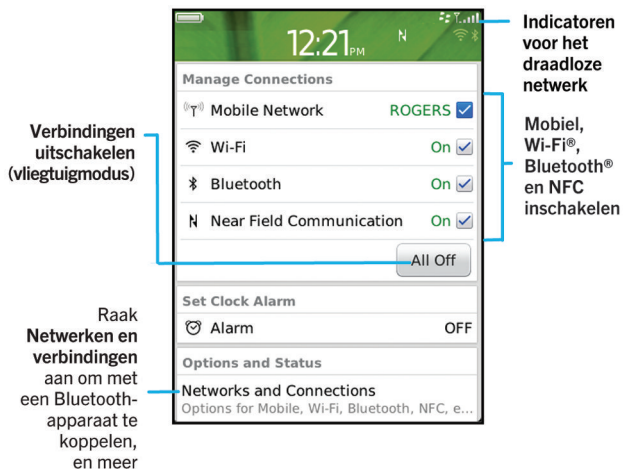 12:21PM
Manage Connections
Mobile Network ROGERS
Wi-Fi On
Bluetooth On
Near Field Communication On
All Off
Set Clock Alarm
Alarm OFF
Options and Status
Networks and Connections
Options for Mobile, Wi-Fi, Bluetooth, NFC, e...
Verbindingen
uitschakelen
(vliegtuigmodus)
Raak
Netwerken en
verbindingen
aan om met
een Bluetooth-
apparaat te
koppelen,
en meer
Indicatoren
voor het
draadloze
netwerk
Mobiel,
Wi-Fi®,
Bluetooth®
en NFC
inschakelen